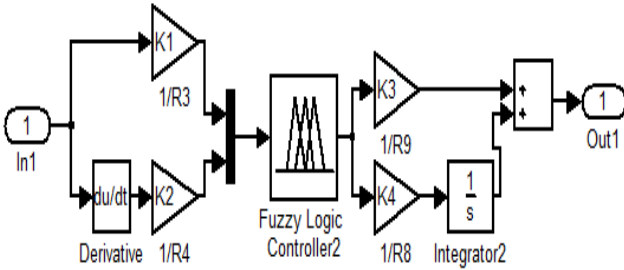 K1
1/R3
1
In1
du/dt
Derivative
K2
1/R4
Fuzzy Logic
Controller2
K3
1/R9
K4
1/R8
1
s
Integrator2
+
+
1
Out1